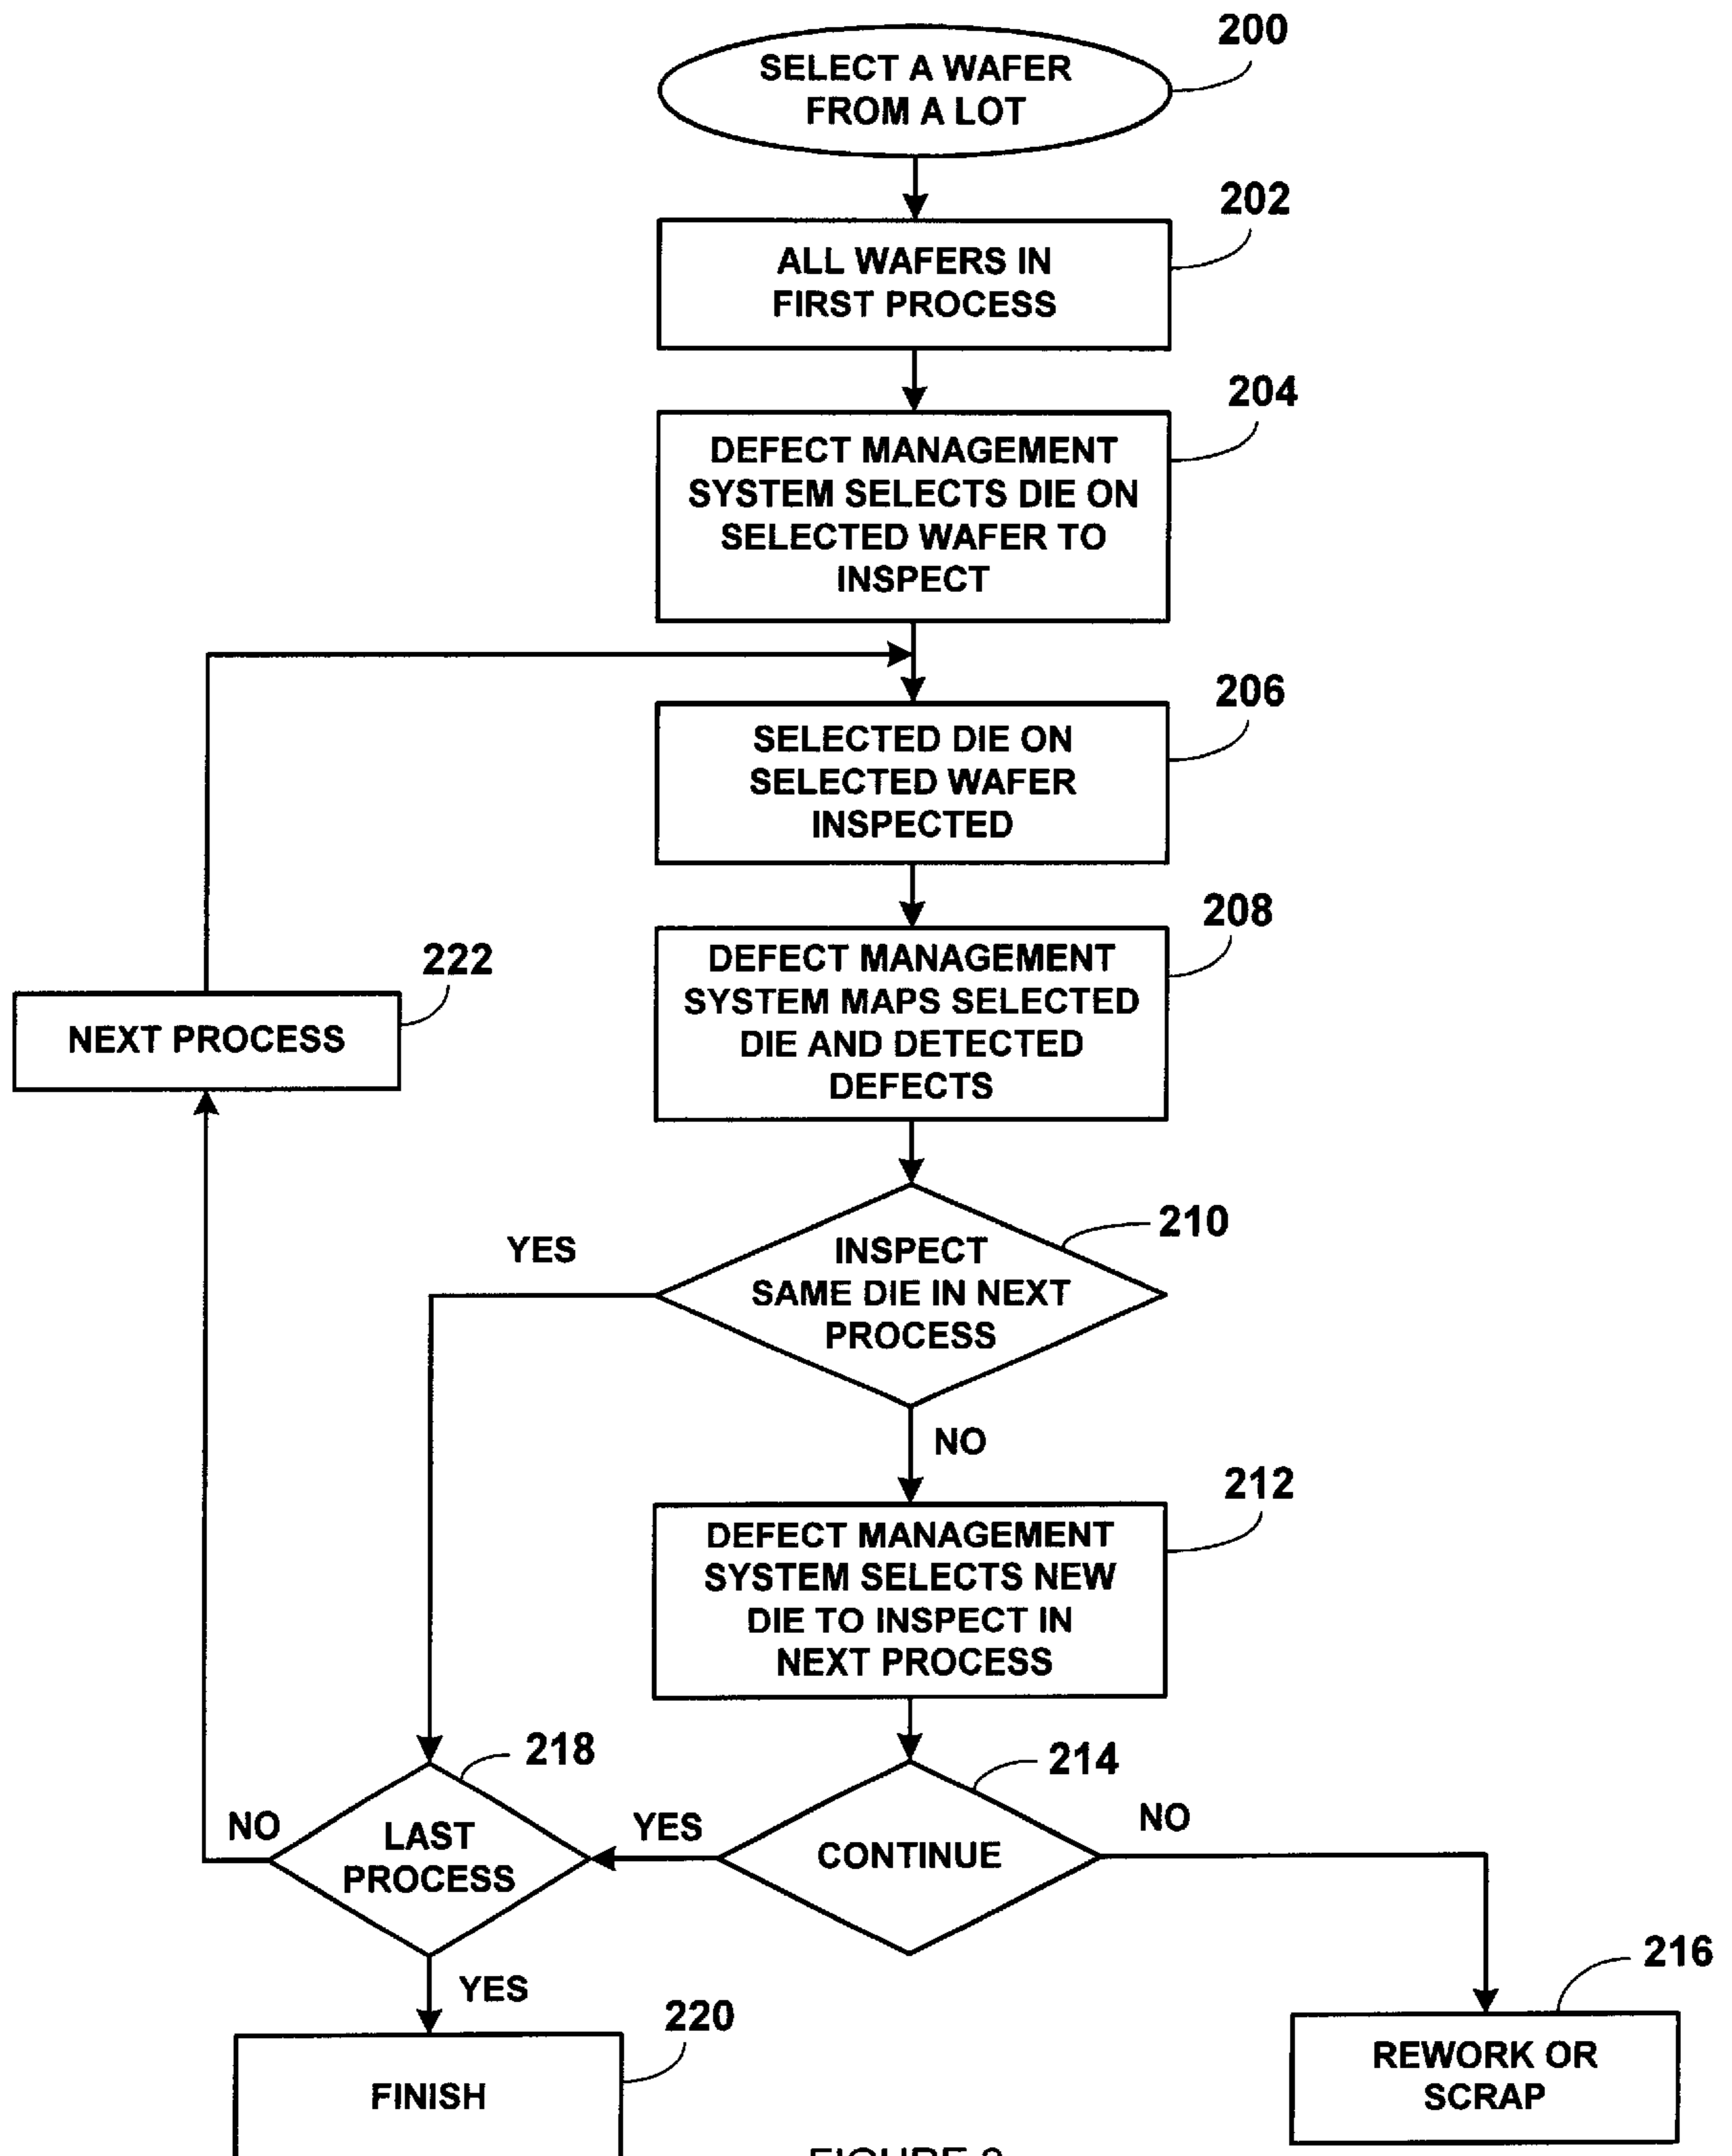 200
SELECT A WAFER
FROM A LOT
202
ALL WAFERS IN
FIRST PROCESS
204
DEFECT MANAGEMENT
SYSTEM SELECTS DIE ON
SELECTED WAFER TO
INSPECT
206
SELECTED DIE ON
SELECTED WAFER
INSPECTED
208
DEFECT MANAGEMENT
SYSTEM MAPS SELECTED
DIE AND DETECTED
DEFECTS
222
NEXT PROCESS
210
YES
INSPECT
SAME DIE IN NEXT
PROCESS
NO
212
DEFECT MANAGEMENT
SYSTEM SELECTS NEW
DIE TO INSPECT IN
NEXT PROCESS
218
214
NO
LAST
PROCESS
YES
CONTINUE
NO
216
YES
220
FINISH
REWORK OR
SCRAP
FIGURE